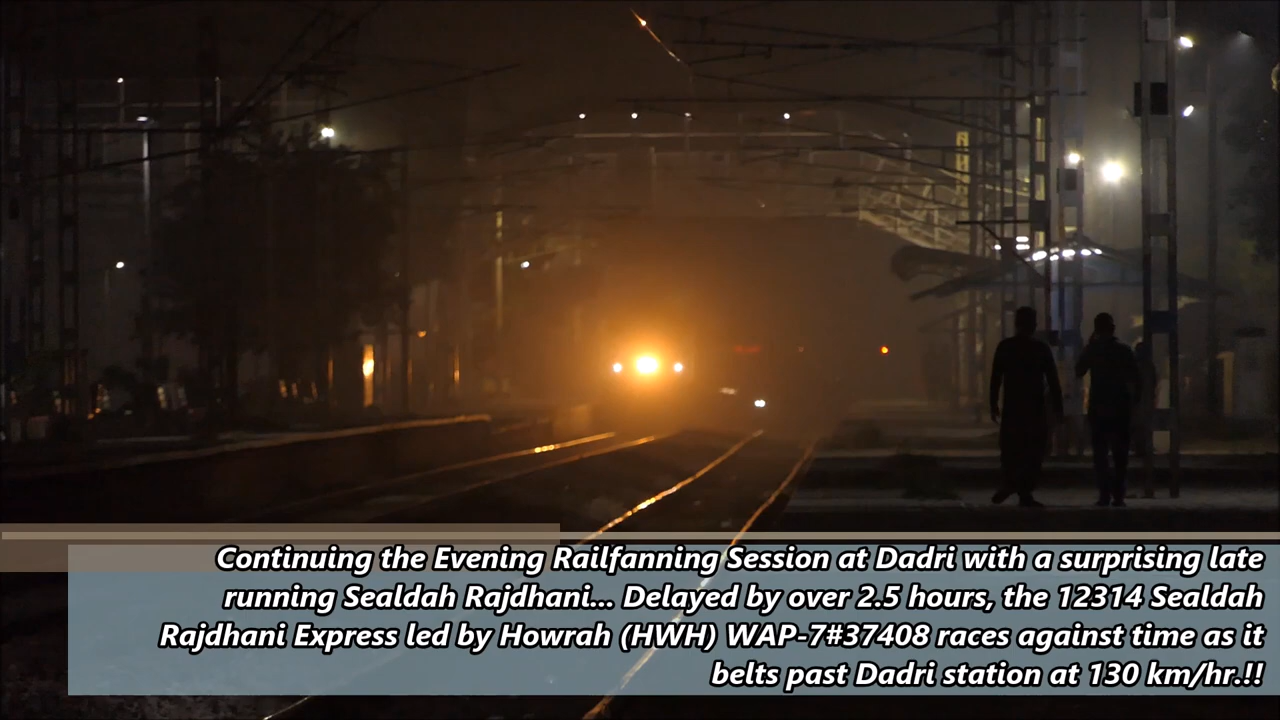 Continuing the Evening Railfanning Session at Dadri with a surprising late
running Sealdah Rajdhani... Delayed by over 2.5 hours, the 12314 Sealdah
Rajdhani Express led by Howrah (HWH) WAP-7#37408 races against time as it
belts past Dadri station at 130 km/hr.!!